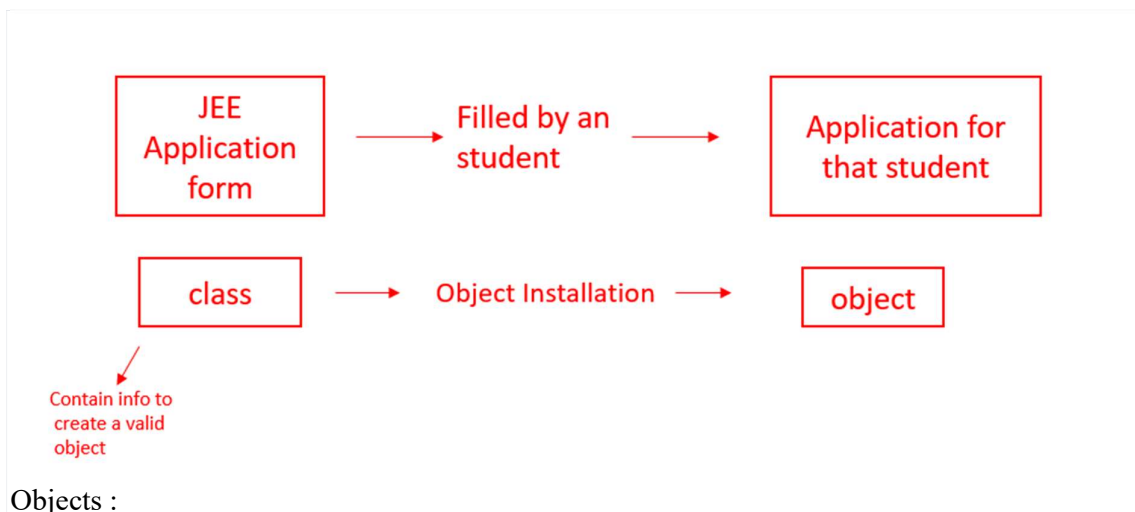 JEE
Application
form
Filled by an
student
Application for
that student
class
Object Installation
object
Contain info to
create a valid
object
Objects :